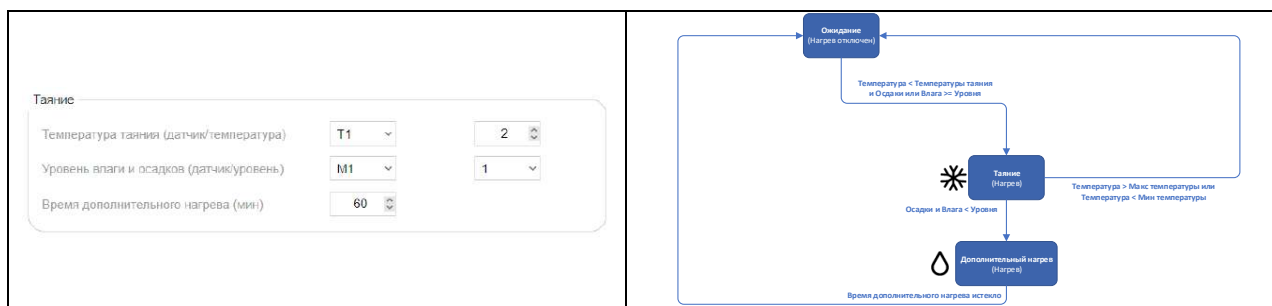 Таяние
Температура таяния (датчик/температура)
T1
2
Уровень влаги и осадков (датчик/уровень)
M1
1
Время дополнительного нагрева (мин)
60
Ожидание
(Нагрев отключен)
Температура < Температуры таяния
и Осдаки или Влага >= Уровня
Таяние
(Нагрев)
Температура > Макс температуры или
Температура < Мин температуры
Осадки и Влага < Уровня
Дополнительный нагрев
(Нагрев)
Время дополнительного нагрева истекло